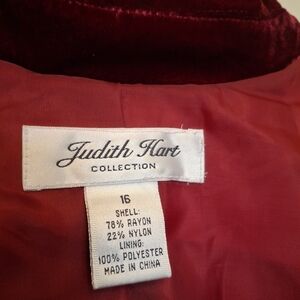 Judith Hart
COLLECTION
16
SHELL:
78% RAYON
22% NYLON
LINING:
100% POLYESTER
MADE IN CHINA